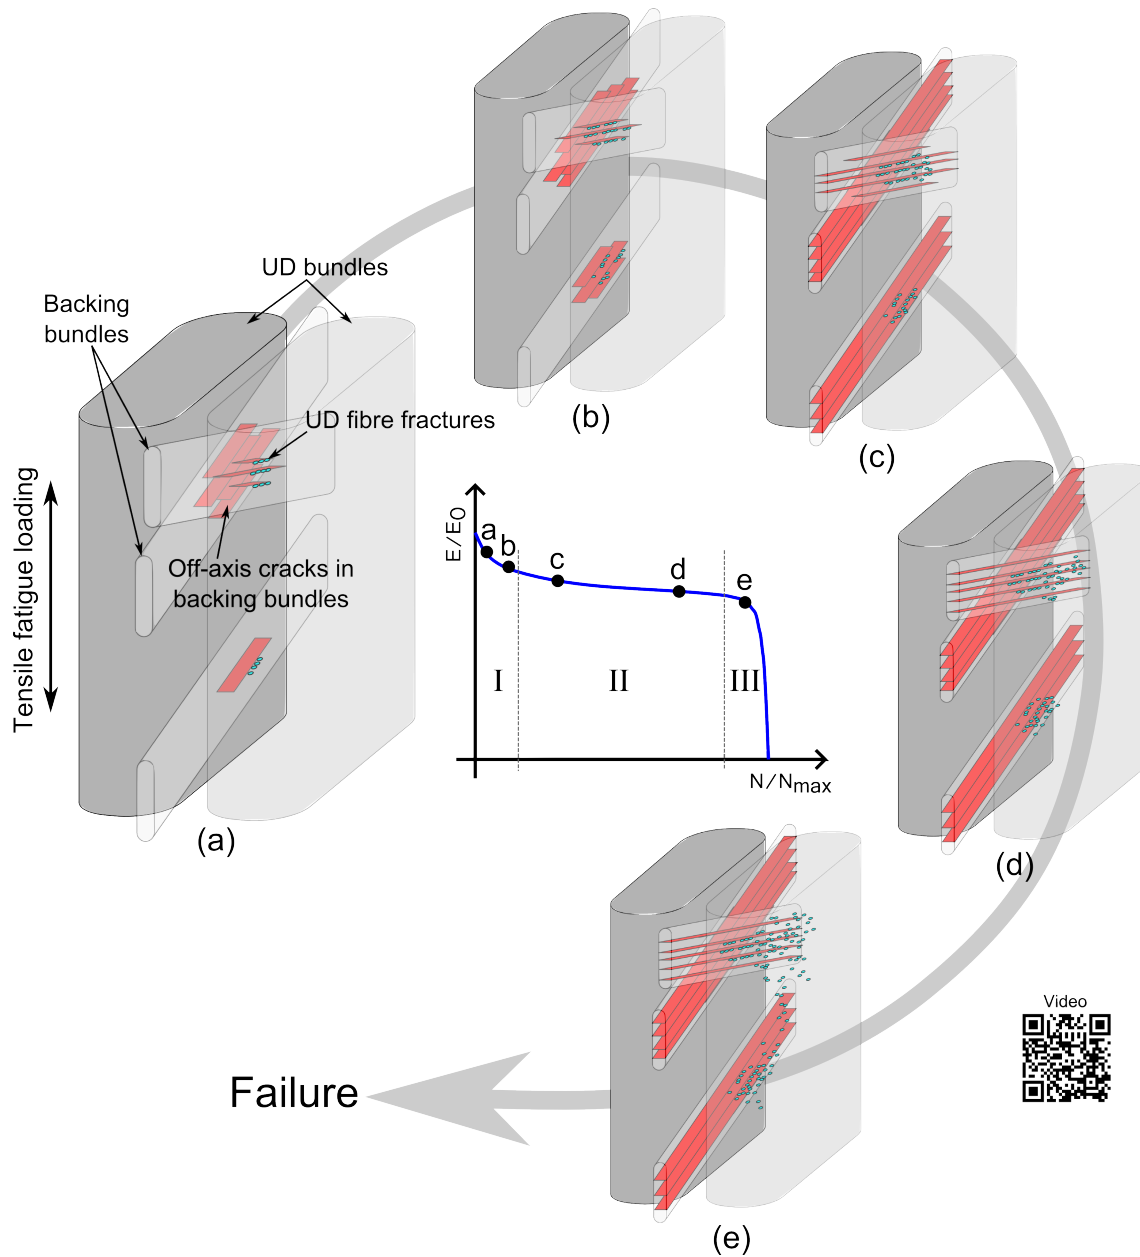 UD bundles
Backing
bundles
UD fibre fractures
Off-axis cracks in
backing bundles
Tensile fatigue loading
(a)
(b)
(c)
(d)
(e)
E/E0
a
b
c
d
e
I
II
III
N/Nmax
Failure
Video